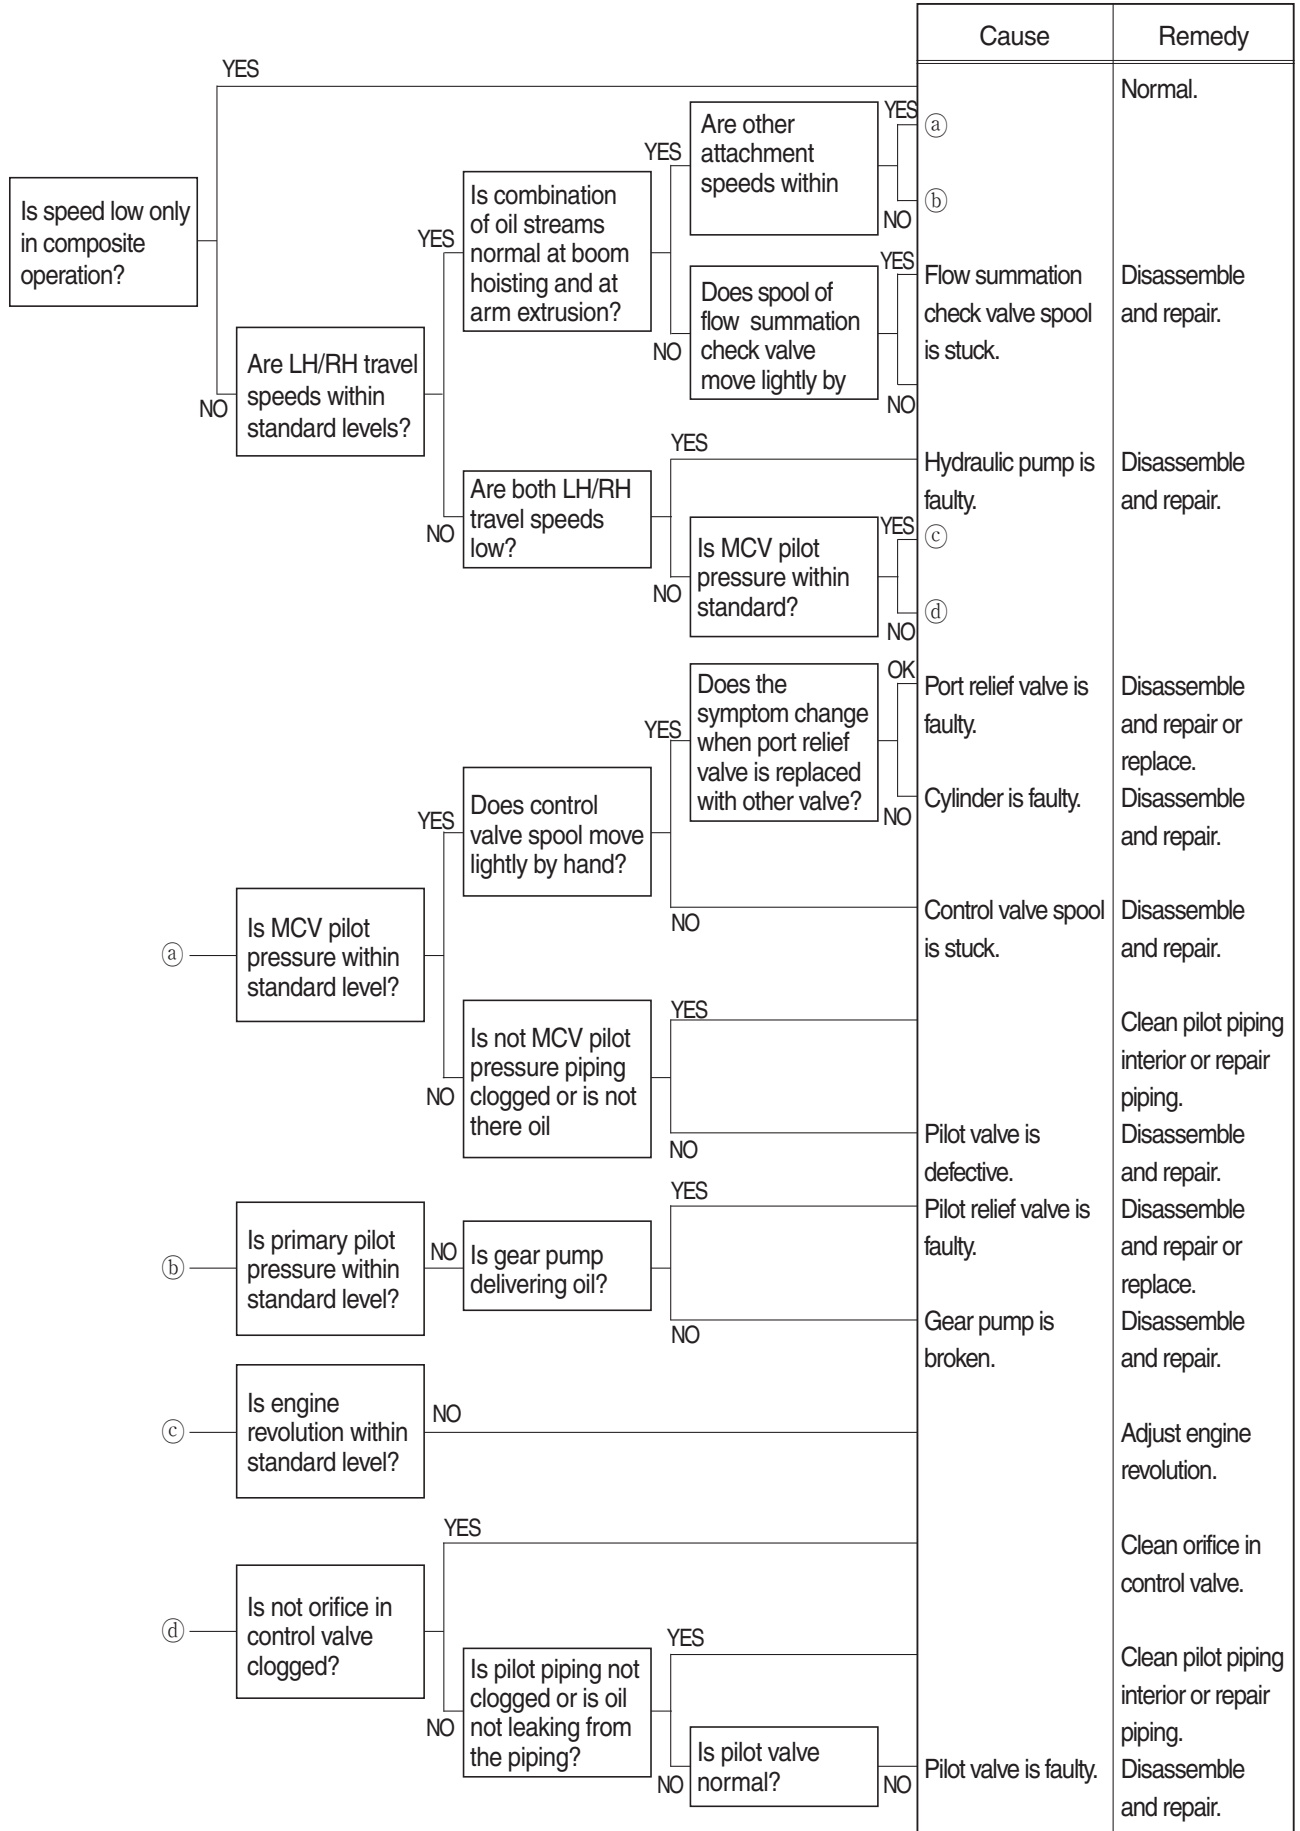 Cause
Remedy
YES
Normal.
Is speed low only
in composite
operation?
NO
Are LH/RH travel
speeds within
standard levels?
YES
Is combination
of oil streams
normal at boom
hoisting and at
arm extrusion?
YES
Are other
attachment
speeds within
YES
ⓐ
NO
ⓑ
NO
Does spool of
flow summation
check valve
move lightly by
YES
Flow summation
check valve spool
is stuck.
Disassemble
and repair.
NO
NO
Are both LH/RH
travel speeds
low?
YES
Hydraulic pump is
faulty.
Disassemble
and repair.
NO
Is MCV pilot
pressure within
standard?
YES
ⓒ
ⓓ
NO
ⓐ
Is MCV pilot
pressure within
standard level?
YES
Does control
valve spool move
lightly by hand?
YES
Does the
symptom change
when port relief
valve is replaced
with other valve?
OK
Port relief valve is
faulty.
Disassemble
and repair or
replace.
NO
Cylinder is faulty.
Disassemble
and repair.
NO
Control valve spool
is stuck.
Disassemble
and repair.
NO
Is not MCV pilot
pressure piping
clogged or is not
there oil
YES
Clean pilot piping
interior or repair
piping.
NO
Pilot valve is
defective.
Disassemble
and repair.
ⓑ
Is primary pilot
pressure within
standard level?
NO
Is gear pump
delivering oil?
YES
Pilot relief valve is
faulty.
Disassemble
and repair or
replace.
NO
Gear pump is
broken.
Disassemble
and repair.
ⓒ
Is engine
revolution within
standard level?
NO
Adjust engine
revolution.
ⓓ
Is not orifice in
control valve
clogged?
YES
Clean orifice in
control valve.
NO
Is pilot piping not
clogged or is oil
not leaking from
the piping?
YES
Clean pilot piping
interior or repair
piping.
NO
Is pilot valve
normal?
NO
Pilot valve is faulty.
Disassemble
and repair.